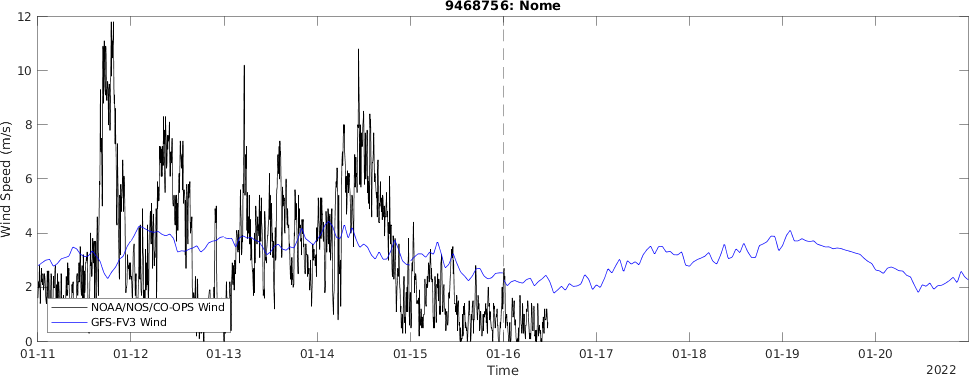 9468756: Nome
12
10
8
6
4
2
0
Wind Speed (m/s)
NOAA/NOS/CO-OPS Wind
GFS-FV3 Wind
01-11 01-12 01-13 01-14 01-15 01-16 01-17 01-18 01-19 01-20
Time
2022